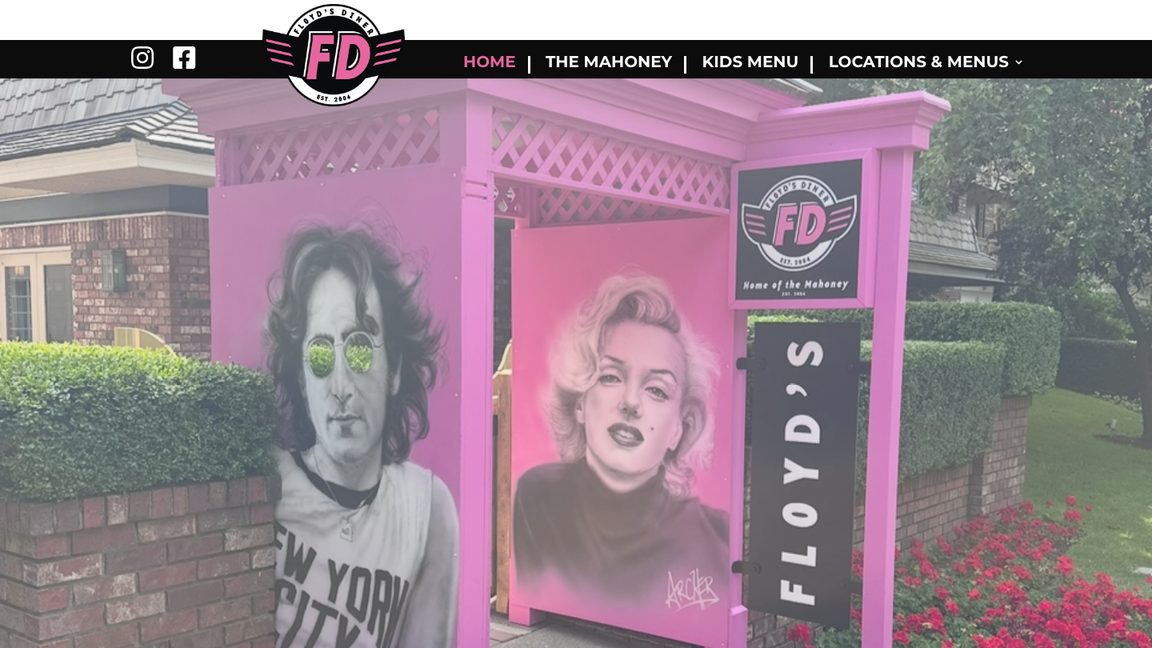 FLOYD'S DINER
FD
EST. 2004
HOME
THE MAHONEY
KIDS MENU
LOCATIONS & MENUS
FLOYD'S DINER
FD
EST. 2004
Home of the Mahoney
EST. 2004
FLOYD'S
EW YORK
CITY
ARCHER